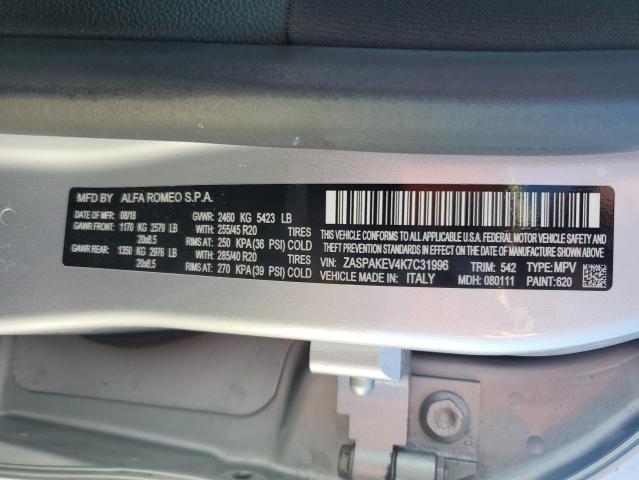 MFD BY ALFA ROMEO S.P.A.
DATE OF MFR: 08/18 GVWR: 2460 KG 5423 LB
GAWR FRONT: 1170 KG 2579 LB WITH: 255/45 R20 TIRES
20x8.5 RIMS AT: 250 KPA (36 PSI) COLD
GAWR REAR: 1350 KG 2976 LB WITH: 285/40 R20 TIRES
20x8.5 RIMS AT: 270 KPA (39 PSI) COLD
THIS VEHICLE CONFORMS TO ALL APPLICABLE U.S.A. FEDERAL MOTOR VEHICLE SAFETY AND
THEFT PREVENTION STANDARDS IN EFFECT ON THE DATE OF MANUFACTURE SHOWN ABOVE.
VIN: ZASPAKEV4K7C31996 TRIM: 542 TYPE: MPV
VEHICLE MADE IN: ITALY MDH: 080111 PAINT: 620